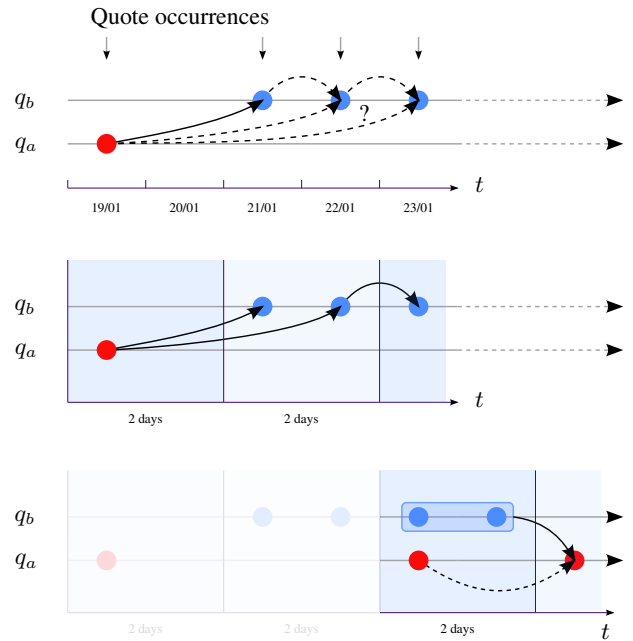 Quote occurrences
q_b
?
q_a
t
19/01 20/01 21/01 22/01 23/01
q_b
q_a
t
2 days 2 days
q_b
q_a
2 days 2 days 2 days t